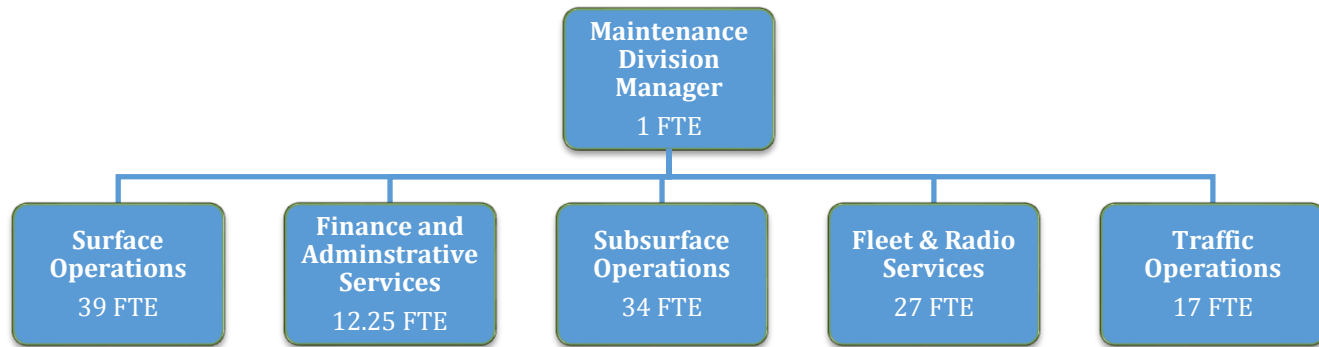 Maintenance
Division
Manager
1 FTE
Surface
Operations
39 FTE
Finance and
Adminstrative
Services
12.25 FTE
Subsurface
Operations
34 FTE
Fleet & Radio
Services
27 FTE
Traffic
Operations
17 FTE